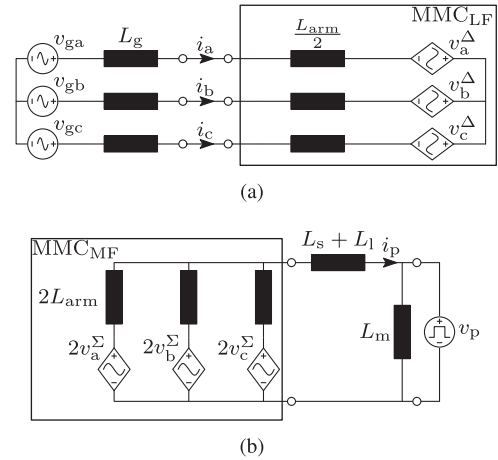 MMC_LF
v_ga L_g i_a L_arm/2 v_a^Δ
v_gb i_b v_b^Δ
v_gc i_c v_c^Δ
(a)
MMC_MF
L_s + L_l i_p
2L_arm
L_m v_p
2v_a^Σ 2v_b^Σ 2v_c^Σ
(b)